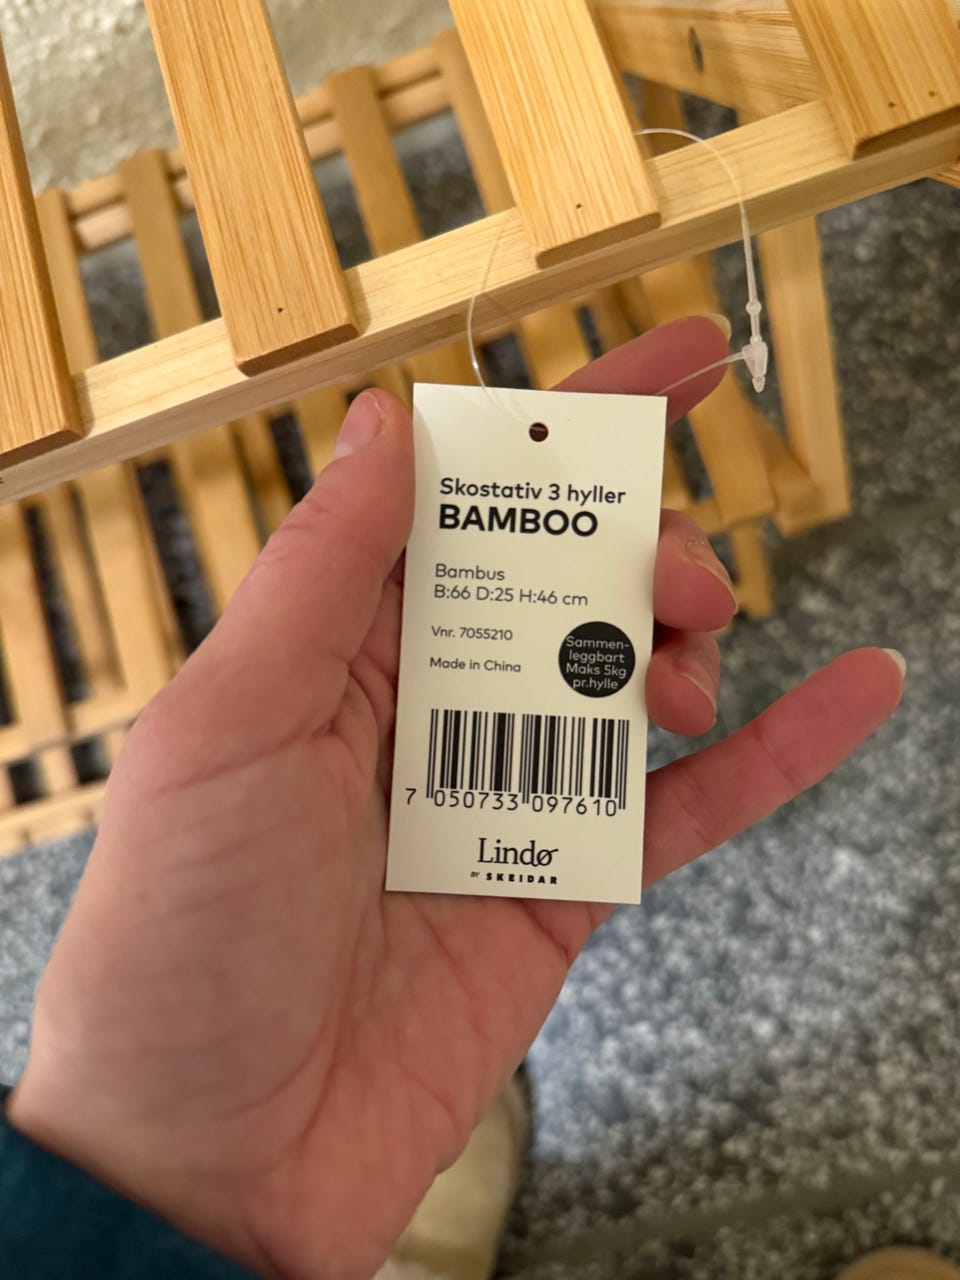 Skostativ 3 hyller
BAMBOO
Bambus
B:66 D:25 H:46 cm
Vnr. 7055210
Made in China
Sammen-
leggbart
Maks 5kg
pr.hylle
7 050733 097610
Lindø
BY SKEIDAR